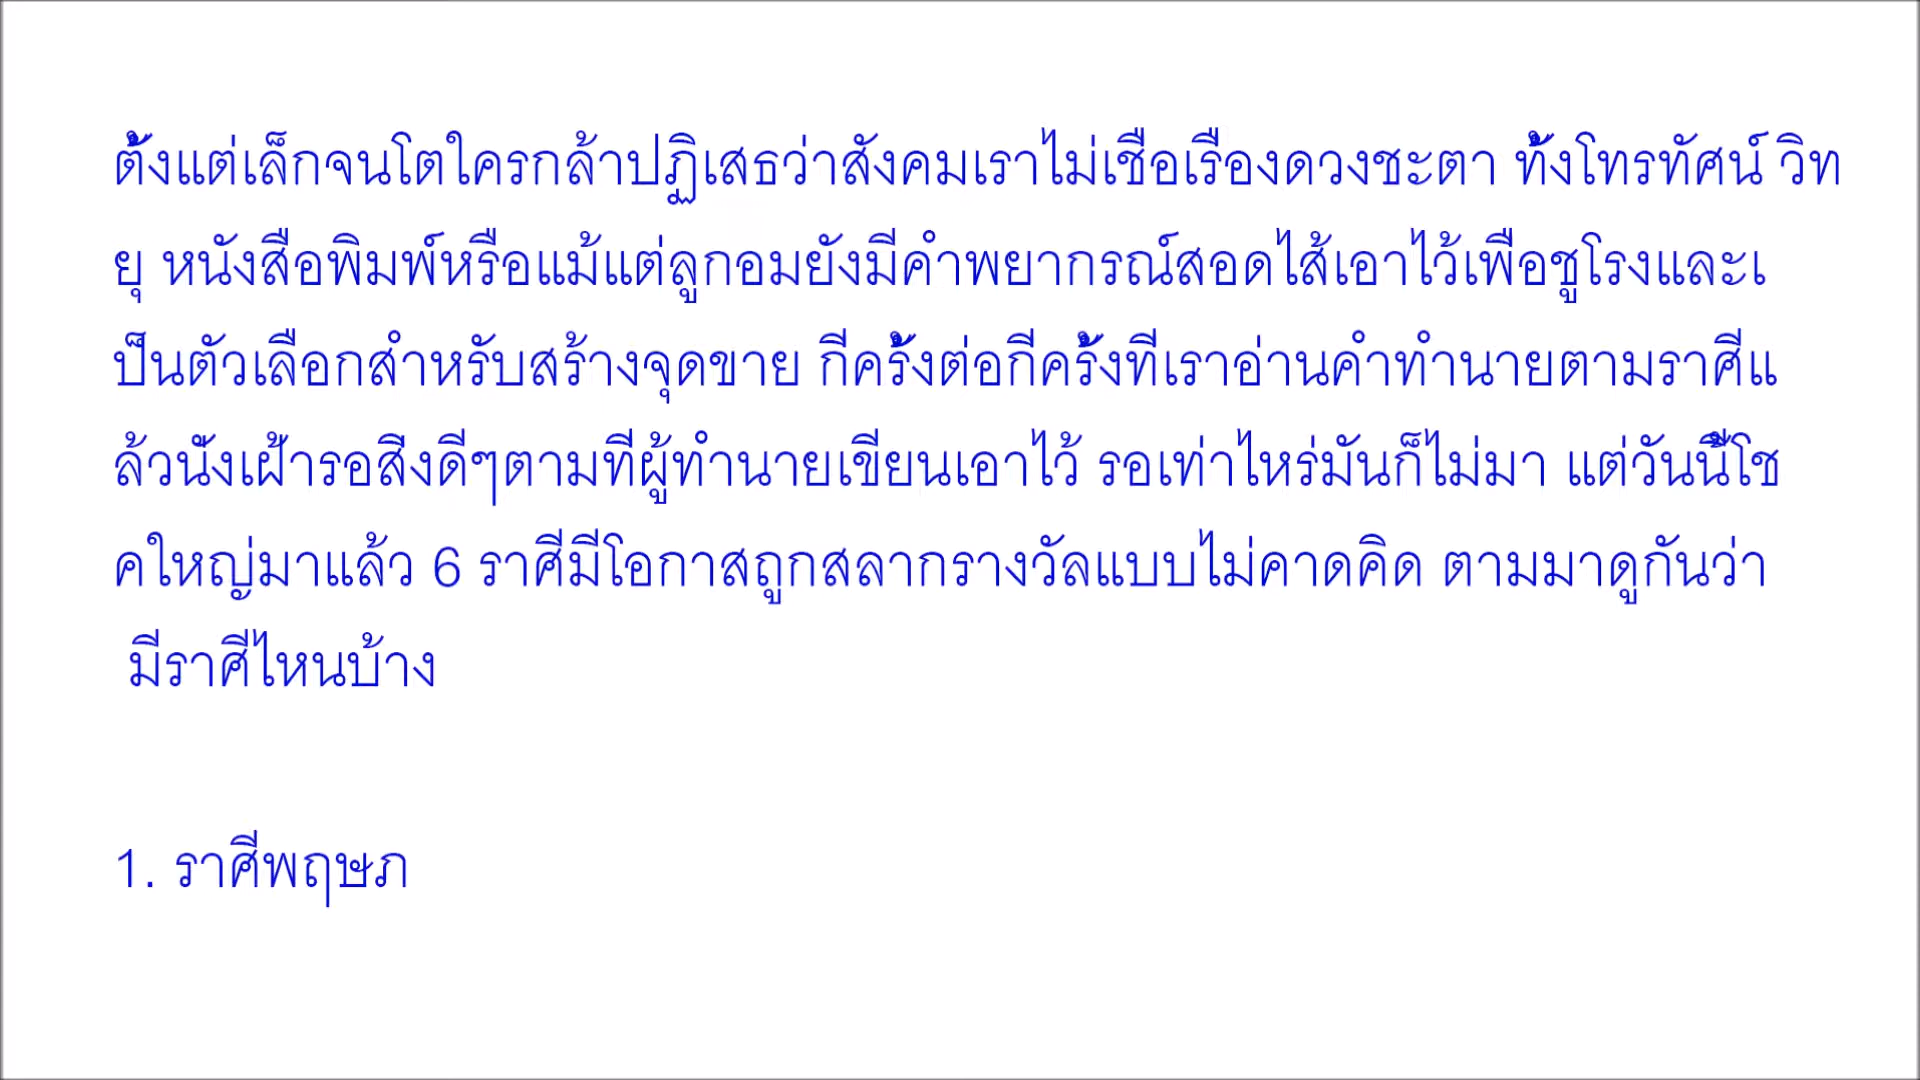 ตั้งแต่เล็กจนโตใครกล้าปฏิเสธว่าสังคมเราไม่เชื่อเรื่องดวงชะตา ทั้งโทรทัศน์ วิท
ยุ หนังสือพิมพ์หรือแม้แต่ลูกอมยังมีคำพยากรณ์สอดไส้เอาไว้เพื่อชูโรงและเ
ป็นตัวเลือกสำหรับสร้างจุดขาย กี่ครั้งต่อกี่ครั้งที่เราอ่านคำทำนายตามราศีแ
ล้วนั่งเฝ้ารอสิ่งดีๆตามที่ผู้ทำนายเขียนเอาไว้ รอเท่าไหร่มันก็ไม่มา แต่วันนี้โช
คใหญ่มาแล้ว 6 ราศีมีโอกาสถูกสลากรางวัลแบบไม่คาดคิด ตามมาดูกันว่า
มีราศีไหนบ้าง
1. ราศีพฤษภ